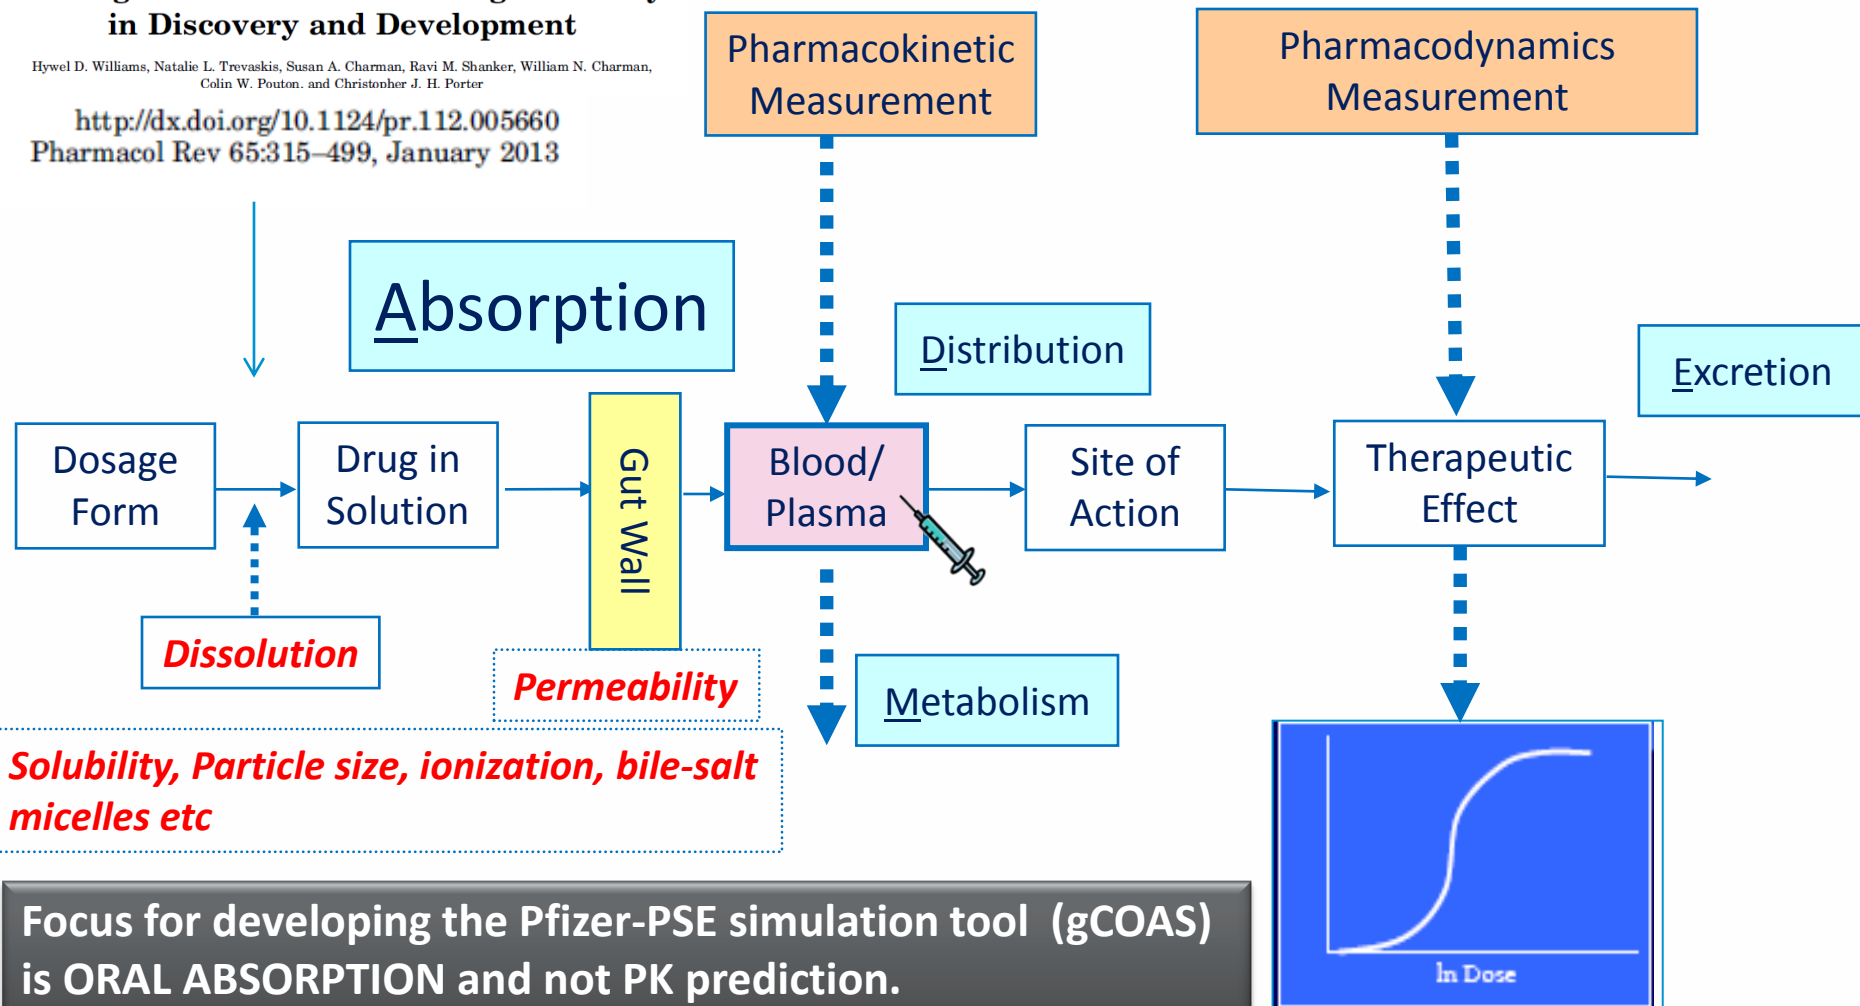 in Discovery and Development
Hywel D. Williams, Natalie L. Trevaskis, Susan A. Charman, Ravi M. Shanker, William N. Charman,
Colin W. Pouton, and Christopher J. H. Porter
http://dx.doi.org/10.1124/pr.112.005660
Pharmacol Rev 65:315–499, January 2013
Pharmacokinetic
Measurement
Pharmacodynamics
Measurement
Absorption
Distribution
Excretion
Dosage
Form
Drug in
Solution
Gut Wall
Blood/
Plasma
Site of
Action
Therapeutic
Effect
Dissolution
Permeability
Metabolism
Solubility, Particle size, ionization, bile-salt
micelles etc
Focus for developing the Pfizer-PSE simulation tool (gCOAS)
is ORAL ABSORPTION and not PK prediction.
ln Dose